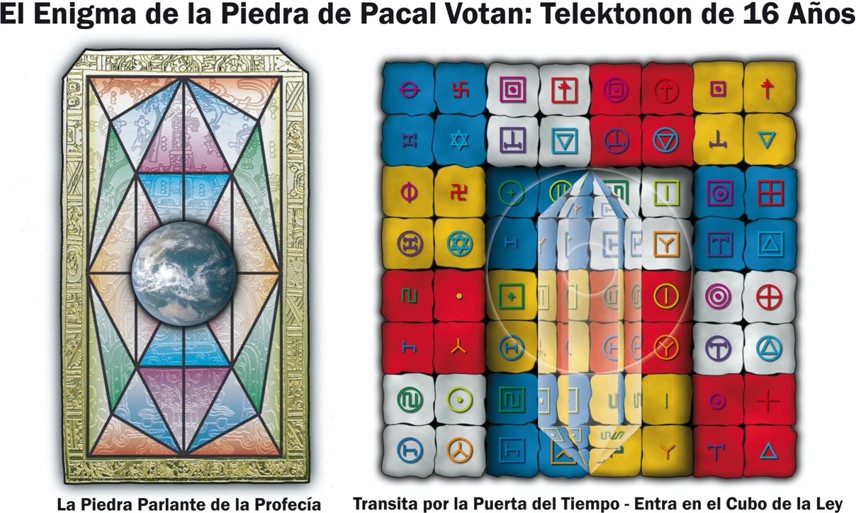 El Enigma de la Piedra de Pacal Votan: Telektonon de 16 Años
La Piedra Parlante de la Profecía
Transita por la Puerta del Tiempo - Entra en el Cubo de la Ley